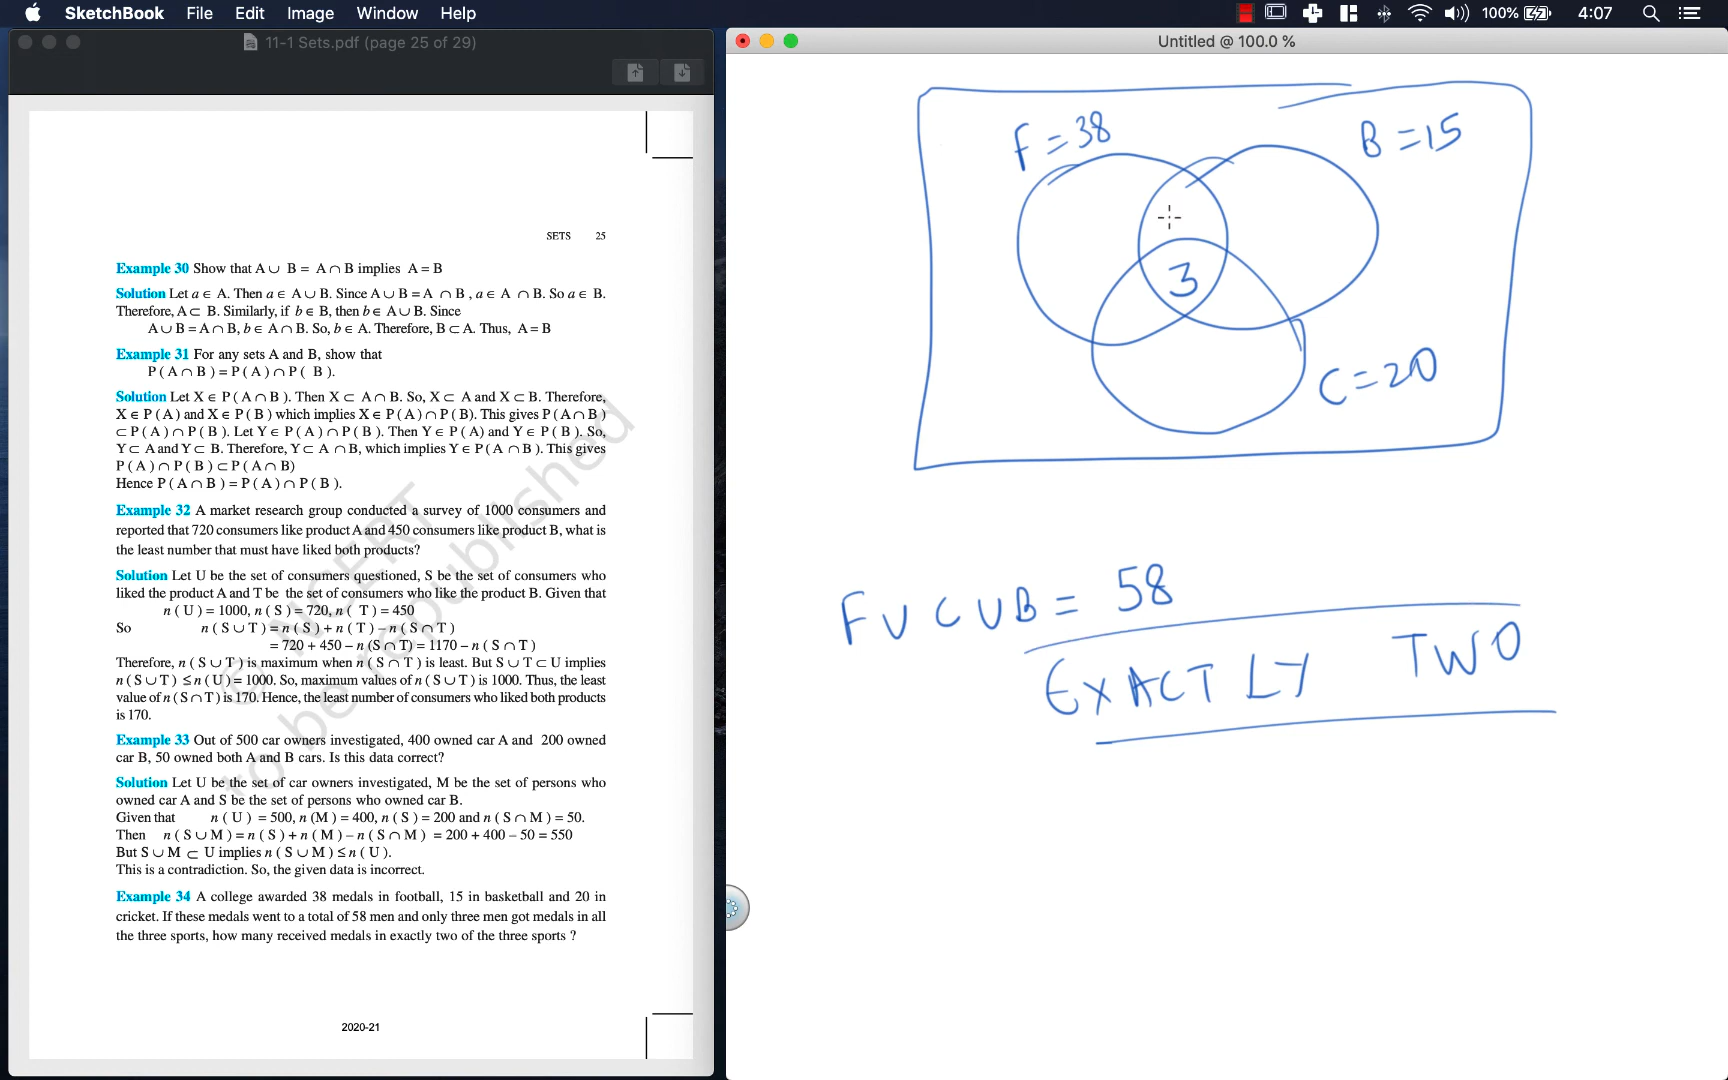 SketchBook File Edit Image Window Help 100% 4:07
11-1 Sets.pdf (page 25 of 29)
SETS 25
Example 30 Show that A ∪ B = A ∩ B implies A = B
Solution Let a ∈ A. Then a ∈ A ∪ B. Since A ∪ B = A ∩ B , a ∈ A ∩ B. So a ∈ B.
Therefore, A ⊂ B. Similarly, if b ∈ B, then b ∈ A ∪ B. Since
A ∪ B = A ∩ B, b ∈ A ∩ B. So, b ∈ A. Therefore, B ⊂ A. Thus, A = B
Example 31 For any sets A and B, show that
P ( A ∩ B ) = P ( A ) ∩ P ( B ).
Solution Let X ∈ P ( A ∩ B ). Then X ⊂ A ∩ B. So, X ⊂ A and X ⊂ B. Therefore,
X ∈ P ( A ) and X ∈ P ( B ) which implies X ∈ P ( A ) ∩ P ( B). This gives P ( A ∩ B )
⊂ P ( A ) ∩ P ( B ). Let Y ∈ P ( A ) ∩ P ( B ). Then Y ∈ P ( A) and Y ∈ P ( B ). So,
Y ⊂ A and Y ⊂ B. Therefore, Y ⊂ A ∩ B, which implies Y ∈ P ( A ∩ B ). This gives
P ( A ) ∩ P ( B ) ⊂ P ( A ∩ B)
Hence P ( A ∩ B ) = P ( A ) ∩ P ( B ).
Example 32 A market research group conducted a survey of 1000 consumers and
reported that 720 consumers like product A and 450 consumers like product B, what is
the least number that must have liked both products?
Solution Let U be the set of consumers questioned, S be the set of consumers who
liked the product A and T be the set of consumers who like the product B. Given that
n ( U ) = 1000, n ( S ) = 720, n ( T ) = 450
So n ( S ∪ T ) = n ( S ) + n ( T ) – n ( S ∩ T )
= 720 + 450 – n (S ∩ T) = 1170 – n ( S ∩ T )
Therefore, n ( S ∪ T ) is maximum when n ( S ∩ T ) is least. But S ∪ T ⊂ U implies
n ( S ∪ T ) ≤ n ( U ) = 1000. So, maximum values of n ( S ∪ T ) is 1000. Thus, the least
value of n ( S ∩ T ) is 170. Hence, the least number of consumers who liked both products
is 170.
Example 33 Out of 500 car owners investigated, 400 owned car A and 200 owned
car B, 50 owned both A and B cars. Is this data correct?
Solution Let U be the set of car owners investigated, M be the set of persons who
owned car A and S be the set of persons who owned car B.
Given that n ( U ) = 500, n (M ) = 400, n ( S ) = 200 and n ( S ∩ M ) = 50.
Then n ( S ∪ M ) = n ( S ) + n ( M ) – n ( S ∩ M ) = 200 + 400 – 50 = 550
But S ∪ M ⊂ U implies n ( S ∪ M ) ≤ n ( U ).
This is a contradiction. So, the given data is incorrect.
Example 34 A college awarded 38 medals in football, 15 in basketball and 20 in
cricket. If these medals went to a total of 58 men and only three men got medals in all
the three sports, how many received medals in exactly two of the three sports ?
2020-21
© NCERT
to be republished
Untitled @ 100.0 %
F = 38
B = 15
3
C = 20
F ∪ C ∪ B = 58
EXACTLY TWO